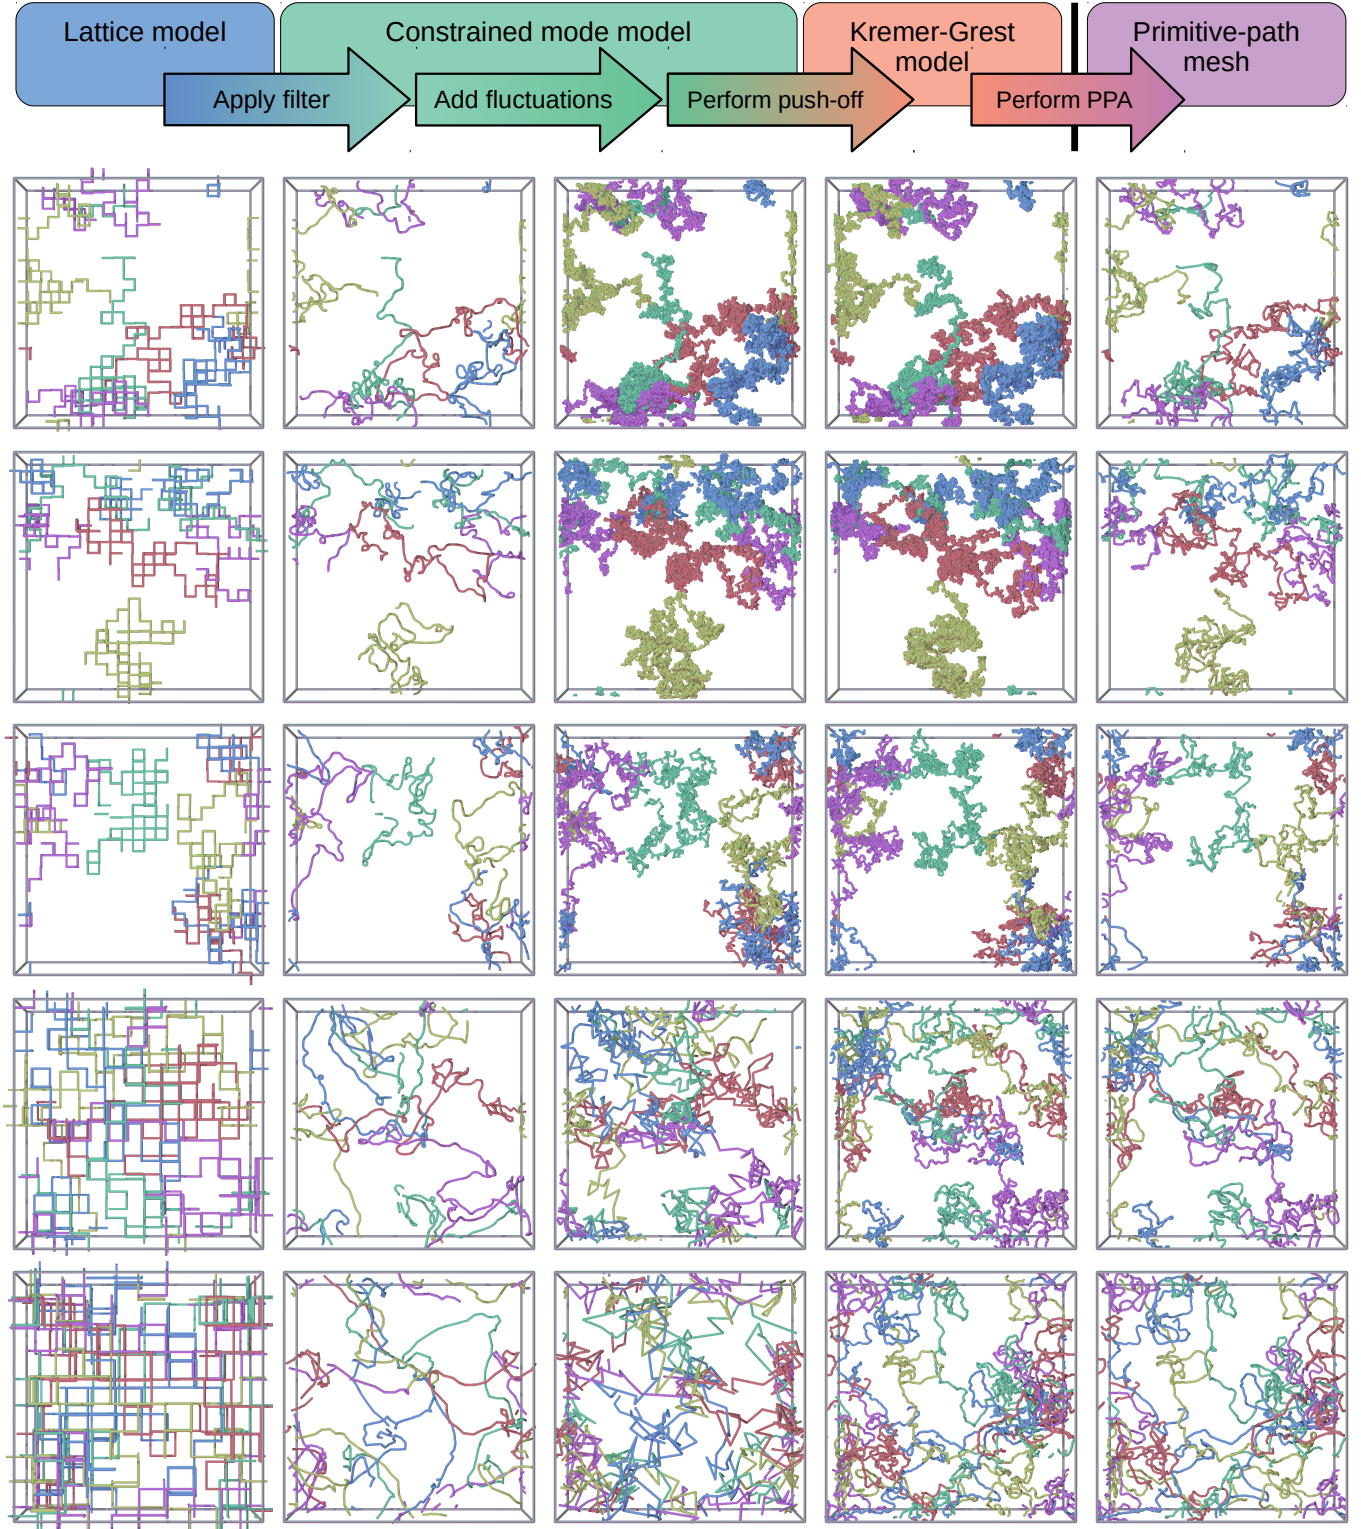 Lattice model
Constrained mode model
Kremer-Grest
model
Primitive-path
mesh
Apply filter
Add fluctuations
Perform push-off
Perform PPA